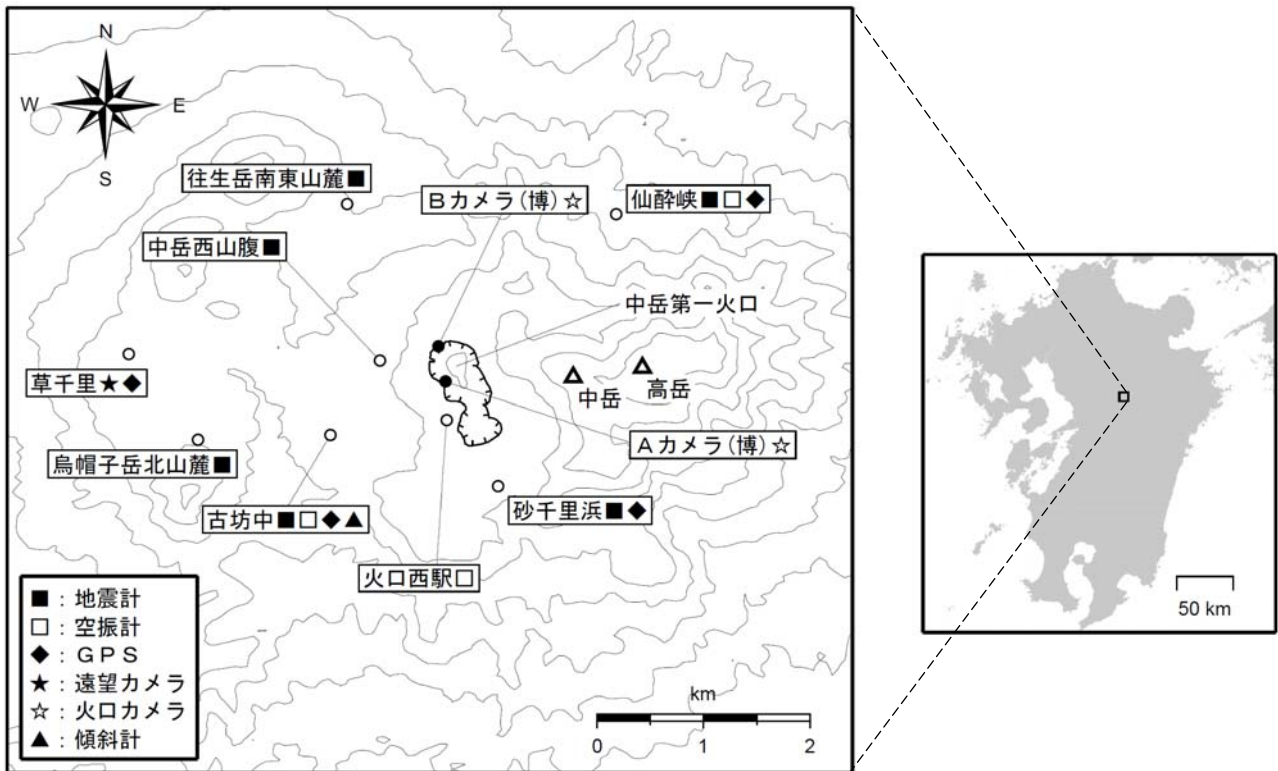 N
W
E
S
往生岳南東山麓■
Bカメラ(博)☆
仙酔峡■□◆
中岳西山腹■
中岳第一火口
草千里★◆
中岳
高岳
烏帽子岳北山麓■
Aカメラ(博)☆
古坊中■□◆▲
砂千里浜■◆
火口西駅□
■:地震計
□:空振計
◆:GPS
★:遠望カメラ
☆:火口カメラ
▲:傾斜計
km
0 1 2
50 km